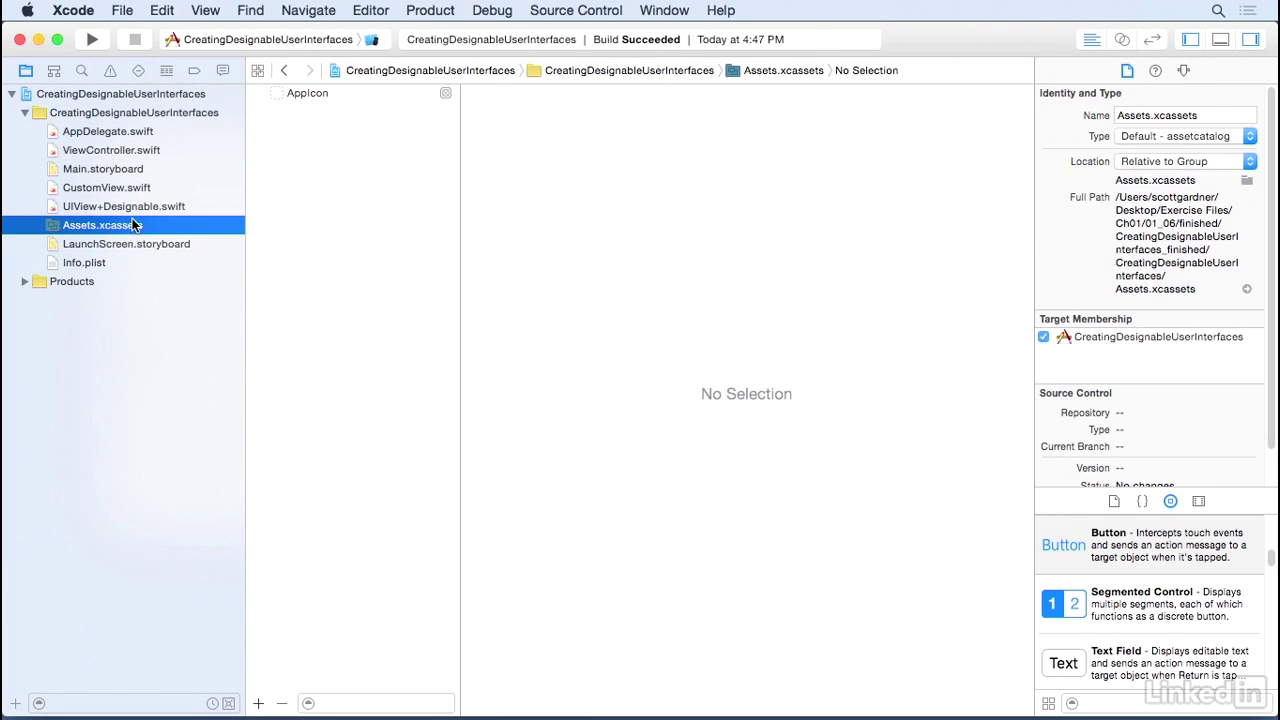 Xcode File Edit View Find Navigate Editor Product Debug Source Control Window Help
CreatingDesignableUserInterfaces
CreatingDesignableUserInterfaces | Build Succeeded | Today at 4:47 PM
CreatingDesignableUserInterfaces
CreatingDesignableUserInterfaces
AppDelegate.swift
ViewController.swift
Main.storyboard
CustomView.swift
UIView+Designable.swift
Assets.xcassets
LaunchScreen.storyboard
Info.plist
Products
CreatingDesignableUserInterfaces CreatingDesignableUserInterfaces Assets.xcassets No Selection
AppIcon
No Selection
Identity and Type
Name Assets.xcassets
Type Default - assetcatalog
Location Relative to Group
Assets.xcassets
Full Path /Users/scottgardner/
Desktop/Exercise Files/
Ch01/01_06/finished/
CreatingDesignableUserI
nterfaces_finished/
CreatingDesignableUserI
nterfaces/
Assets.xcassets
Target Membership
CreatingDesignableUserInterfaces
Source Control
Repository --
Type --
Current Branch --
Version --
Status No changes
Button
Button - Intercepts touch events
and sends an action message to a
target object when it's tapped.
1 2
Segmented Control - Displays
multiple segments, each of which
functions as a discrete button.
Text
Text Field - Displays editable text
and sends an action message to a
target object when Return is tap...
LinkedIn